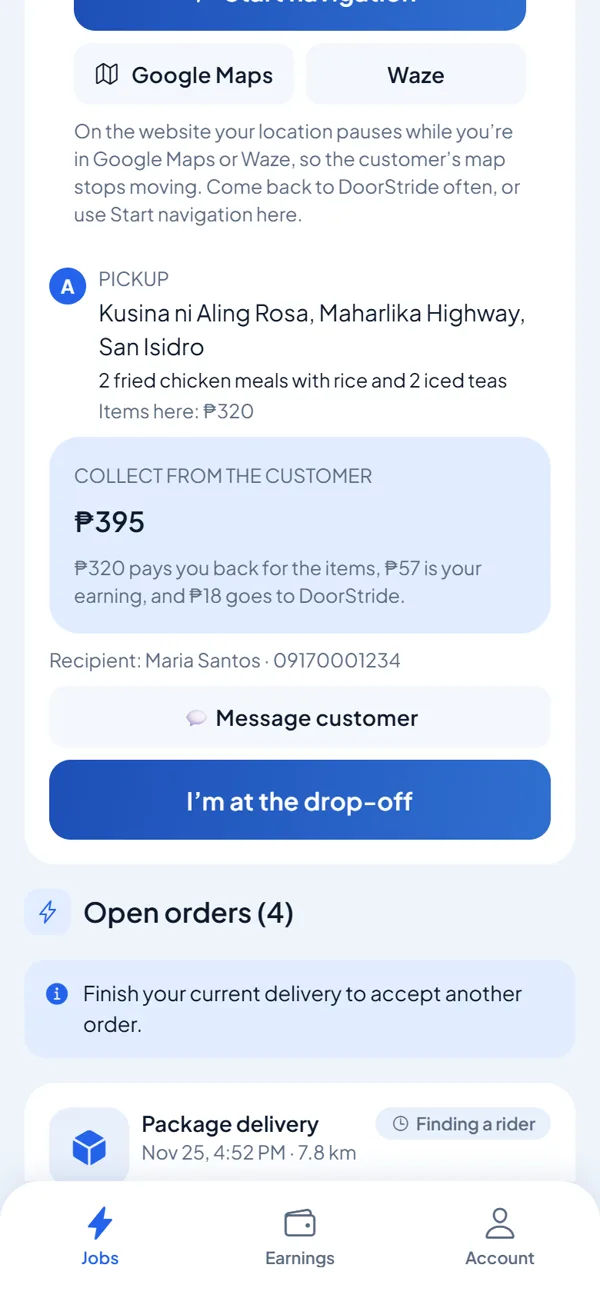 Start navigation
Google Maps
Waze
On the website your location pauses while you’re
in Google Maps or Waze, so the customer’s map
stops moving. Come back to DoorStride often, or
use Start navigation here.
A
PICKUP
Kusina ni Aling Rosa, Maharlika Highway,
San Isidro
2 fried chicken meals with rice and 2 iced teas
Items here: ₱320
COLLECT FROM THE CUSTOMER
₱395
₱320 pays you back for the items, ₱57 is your
earning, and ₱18 goes to DoorStride.
Recipient: Maria Santos · 09170001234
Message customer
I’m at the drop-off
Open orders (4)
Finish your current delivery to accept another
order.
Package delivery
Finding a rider
Nov 25, 4:52 PM · 7.8 km
Jobs
Earnings
Account